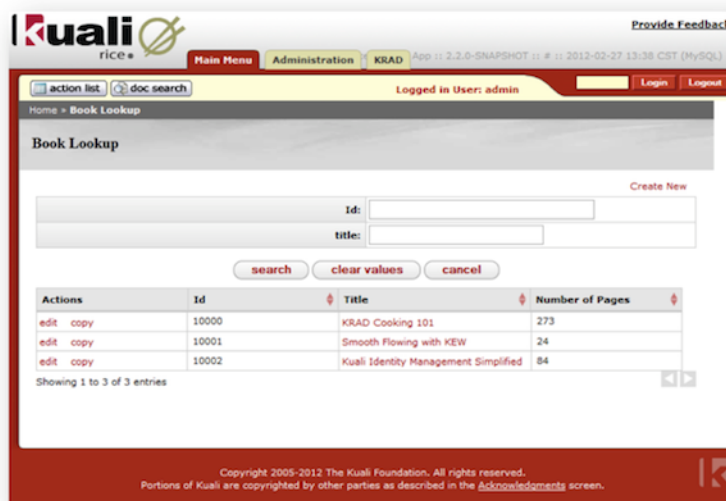 Kuali
rice
Provide Feedback
Main Menu Administration KRAD App :: 2.2.0-SNAPSHOT :: # :: 2012-02-27 13:38 CST (MySQL)
action list doc search Logged in User: admin Login Logout
Home » Book Lookup
Book Lookup
Create New
Id:
title:
search clear values cancel
Actions Id Title Number of Pages
edit copy 10000 KRAD Cooking 101 273
edit copy 10001 Smooth Flowing with KEW 24
edit copy 10002 Kuali Identity Management Simplified 84
Showing 1 to 3 of 3 entries
Copyright 2005-2012 The Kuali Foundation. All rights reserved.
Portions of Kuali are copyrighted by other parties as described in the Acknowledgments screen.